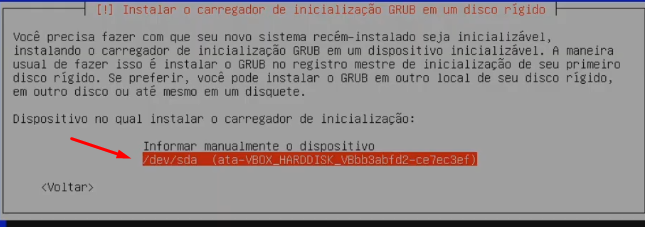 [!] Instalar o carregador de inicialização GRUB em um disco rígido
Você precisa fazer com que seu novo sistema recém-instalado seja inicializável,
instalando o carregador de inicialização GRUB em um dispositivo inicializável. A maneira
usual de fazer isso é instalar o GRUB no registro mestre de inicialização de seu primeiro
disco rígido. Se preferir, você pode instalar o GRUB em outro local de seu disco rígido,
em outro disco ou até mesmo em um disquete.
Dispositivo no qual instalar o carregador de inicialização:
Informar manualmente o dispositivo
/dev/sda (ata-VBOX_HARDDISK_VBbb3abfd2-ce7ec3ef)
<Voltar>